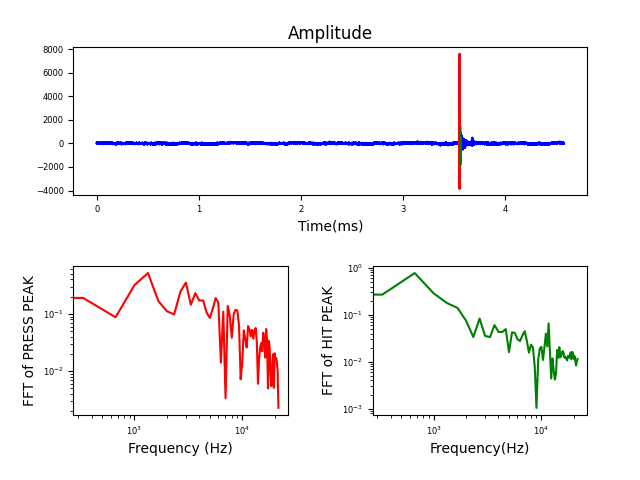 Amplitude
8000
6000
4000
2000
0
−2000
−4000
0 1 2 3 4
Time(ms)
FFT of PRESS PEAK
10⁻¹
10⁻²
10³ 10⁴
Frequency (Hz)
FFT of HIT PEAK
10⁰
10⁻¹
10⁻²
10⁻³
10³ 10⁴
Frequency(Hz)